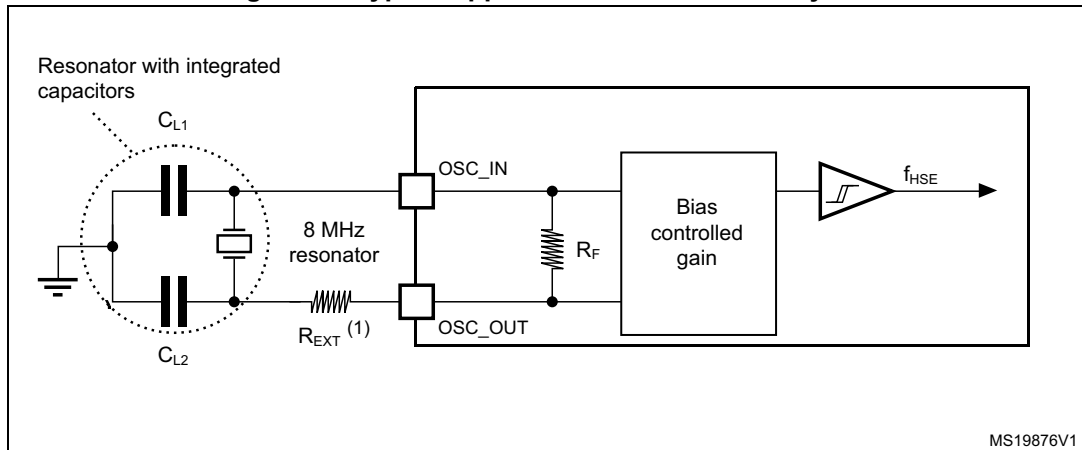 Resonator with integrated
capacitors
CL1
OSC_IN
fHSE
8 MHz
resonator
RF
Bias
controlled
gain
REXT (1)
OSC_OUT
CL2
MS19876V1